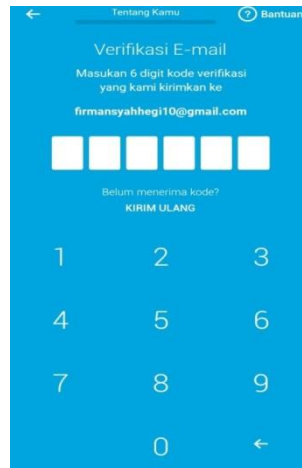 Tentang Kamu
? Bantuan
Verifikasi E-mail
Masukan 6 digit kode verifikasi
yang kami kirimkan ke
firmansyahhegi10@gmail.com
Belum menerima kode?
KIRIM ULANG
1 2 3
4 5 6
7 8 9
0